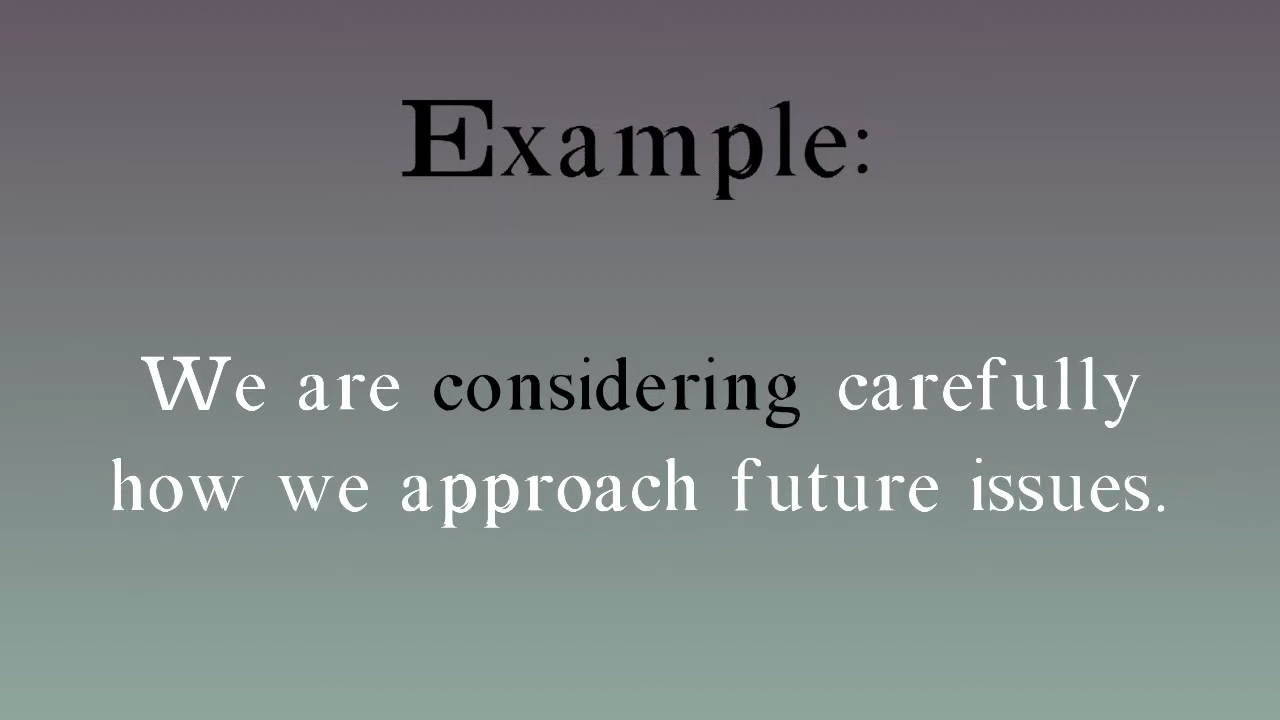 Example:
We are considering carefully
how we approach future issues.